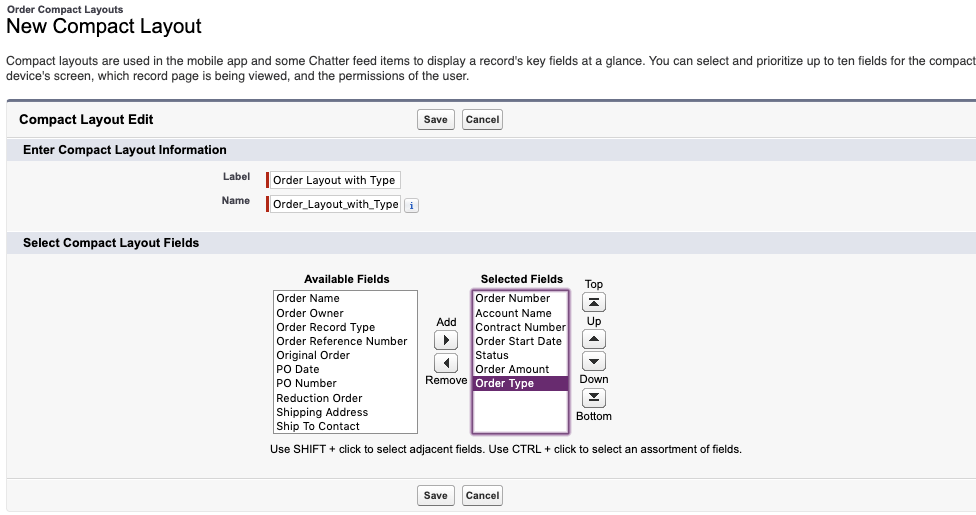 Order Compact Layouts
New Compact Layout
Compact layouts are used in the mobile app and some Chatter feed items to display a record's key fields at a glance. You can select and prioritize up to ten fields for the compact
device's screen, which record page is being viewed, and the permissions of the user.
Compact Layout Edit
Save
Cancel
Enter Compact Layout Information
Label
Order Layout with Type
Name
Order_Layout_with_Type
i
Select Compact Layout Fields
Available Fields
Order Name
Order Owner
Order Record Type
Order Reference Number
Original Order
PO Date
PO Number
Reduction Order
Shipping Address
Ship To Contact
Add
Remove
Selected Fields
Order Number
Account Name
Contract Number
Order Start Date
Status
Order Amount
Order Type
Top
Up
Down
Bottom
Use SHIFT + click to select adjacent fields. Use CTRL + click to select an assortment of fields.
Save
Cancel